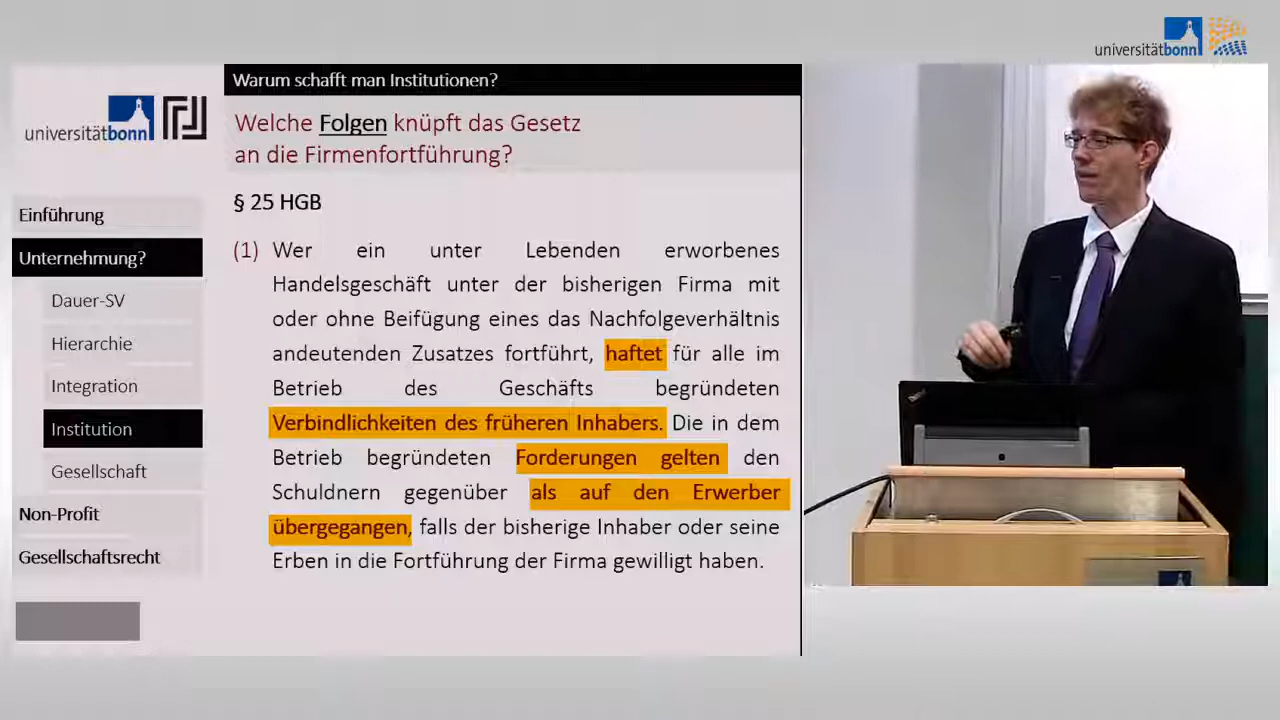 universitätbonn
Warum schafft man Institutionen?
universitätbonn
Welche Folgen knüpft das Gesetz
an die Firmenfortführung?
§ 25 HGB
Einführung
Unternehmung?
Dauer-SV
Hierarchie
Integration
Institution
Gesellschaft
Non-Profit
Gesellschaftsrecht
(1) Wer ein unter Lebenden erworbenes
Handelsgeschäft unter der bisherigen Firma mit
oder ohne Beifügung eines das Nachfolgeverhältnis
andeutenden Zusatzes fortführt, haftet für alle im
Betrieb des Geschäfts begründeten
Verbindlichkeiten des früheren Inhabers. Die in dem
Betrieb begründeten Forderungen gelten den
Schuldnern gegenüber als auf den Erwerber
übergegangen, falls der bisherige Inhaber oder seine
Erben in die Fortführung der Firma gewilligt haben.